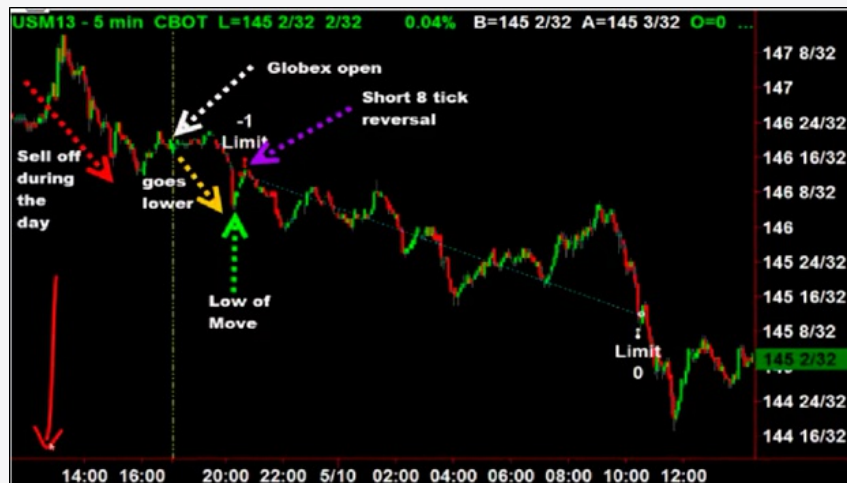 USM13 - 5 min CBOT L=145 2/32 2/32 0.04% B=145 2/32 A=145 3/32 O=0 ...
147 8/32
Globex open
147
Short 8 tick
reversal
-1
Limit
146 24/32
Sell off
during
the
day
146 16/32
goes
lower
146 8/32
146
145 24/32
Low of
Move
145 16/32
145 8/32
Limit
0
145 2/32
144 24/32
144 16/32
14:00 16:00 20:00 22:00 5/10 02:00 04:00 06:00 08:00 10:00 12:00